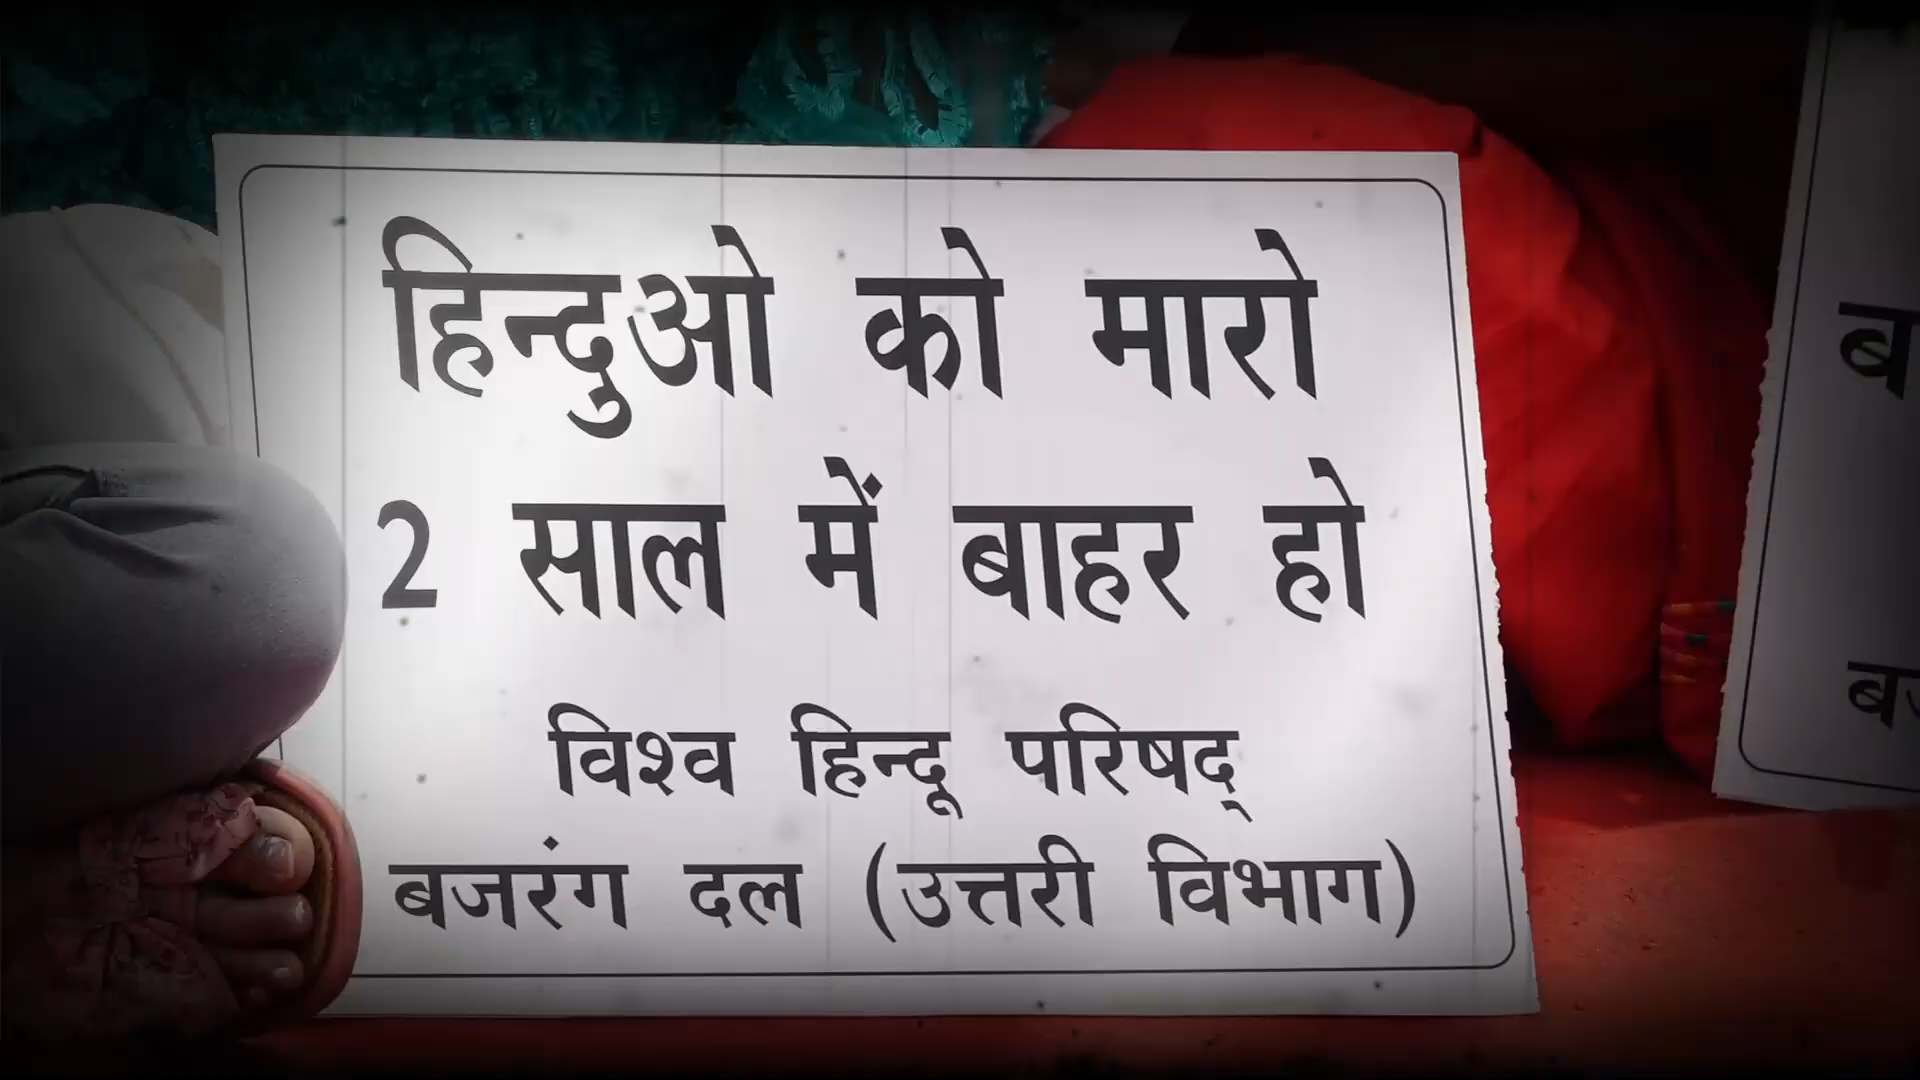 हिन्दुओ को मारो
2 साल में बाहर हो
विश्व हिन्दू परिषद्
बजरंग दल (उत्तरी विभाग)